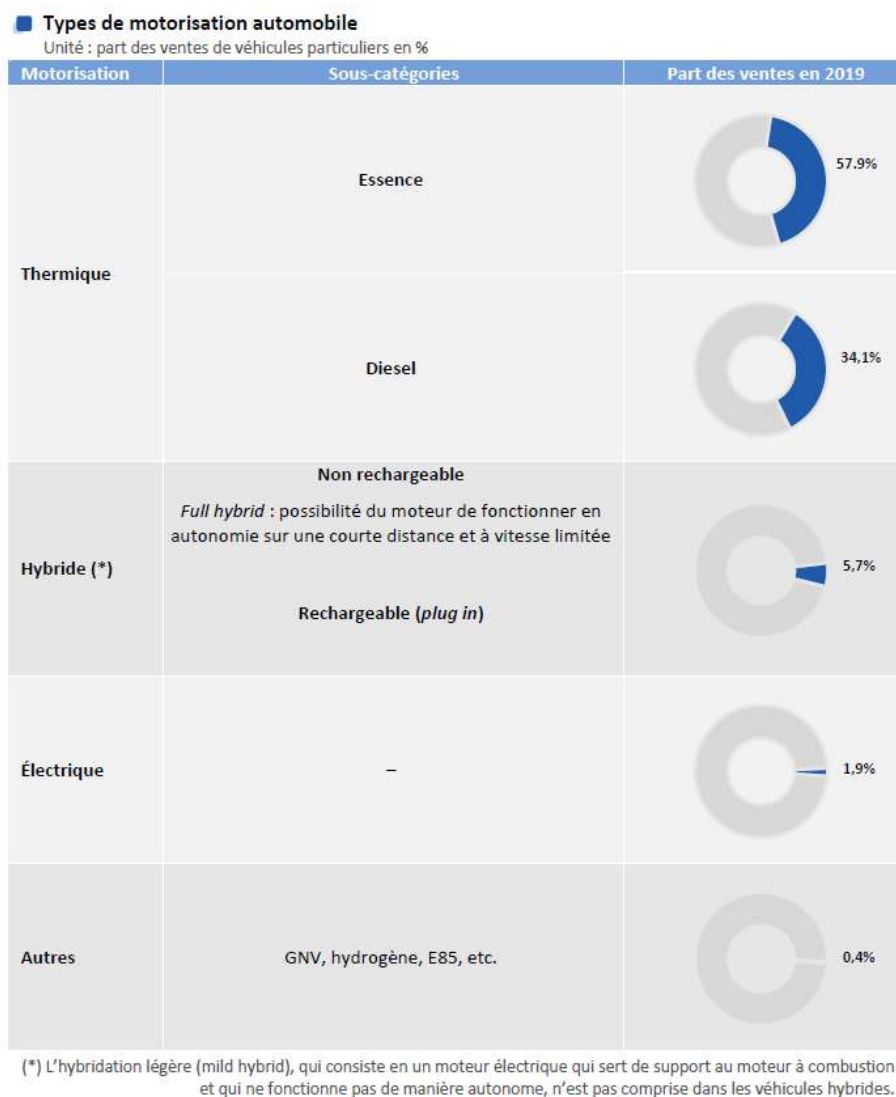 Types de motorisation automobile
Unité : part des ventes de véhicules particuliers en %
Motorisation Sous-catégories Part des ventes en 2019
Thermique
Essence
57.9%
Diesel
34,1%
Hybride (*)
Non rechargeable
Full hybrid : possibilité du moteur de fonctionner en
autonomie sur une courte distance et à vitesse limitée
Rechargeable (plug in)
5,7%
Électrique
–
1,9%
Autres
GNV, hydrogène, E85, etc.
0,4%
(*) L'hybridation légère (mild hybrid), qui consiste en un moteur électrique qui sert de support au moteur à combustion
et qui ne fonctionne pas de manière autonome, n'est pas comprise dans les véhicules hybrides.